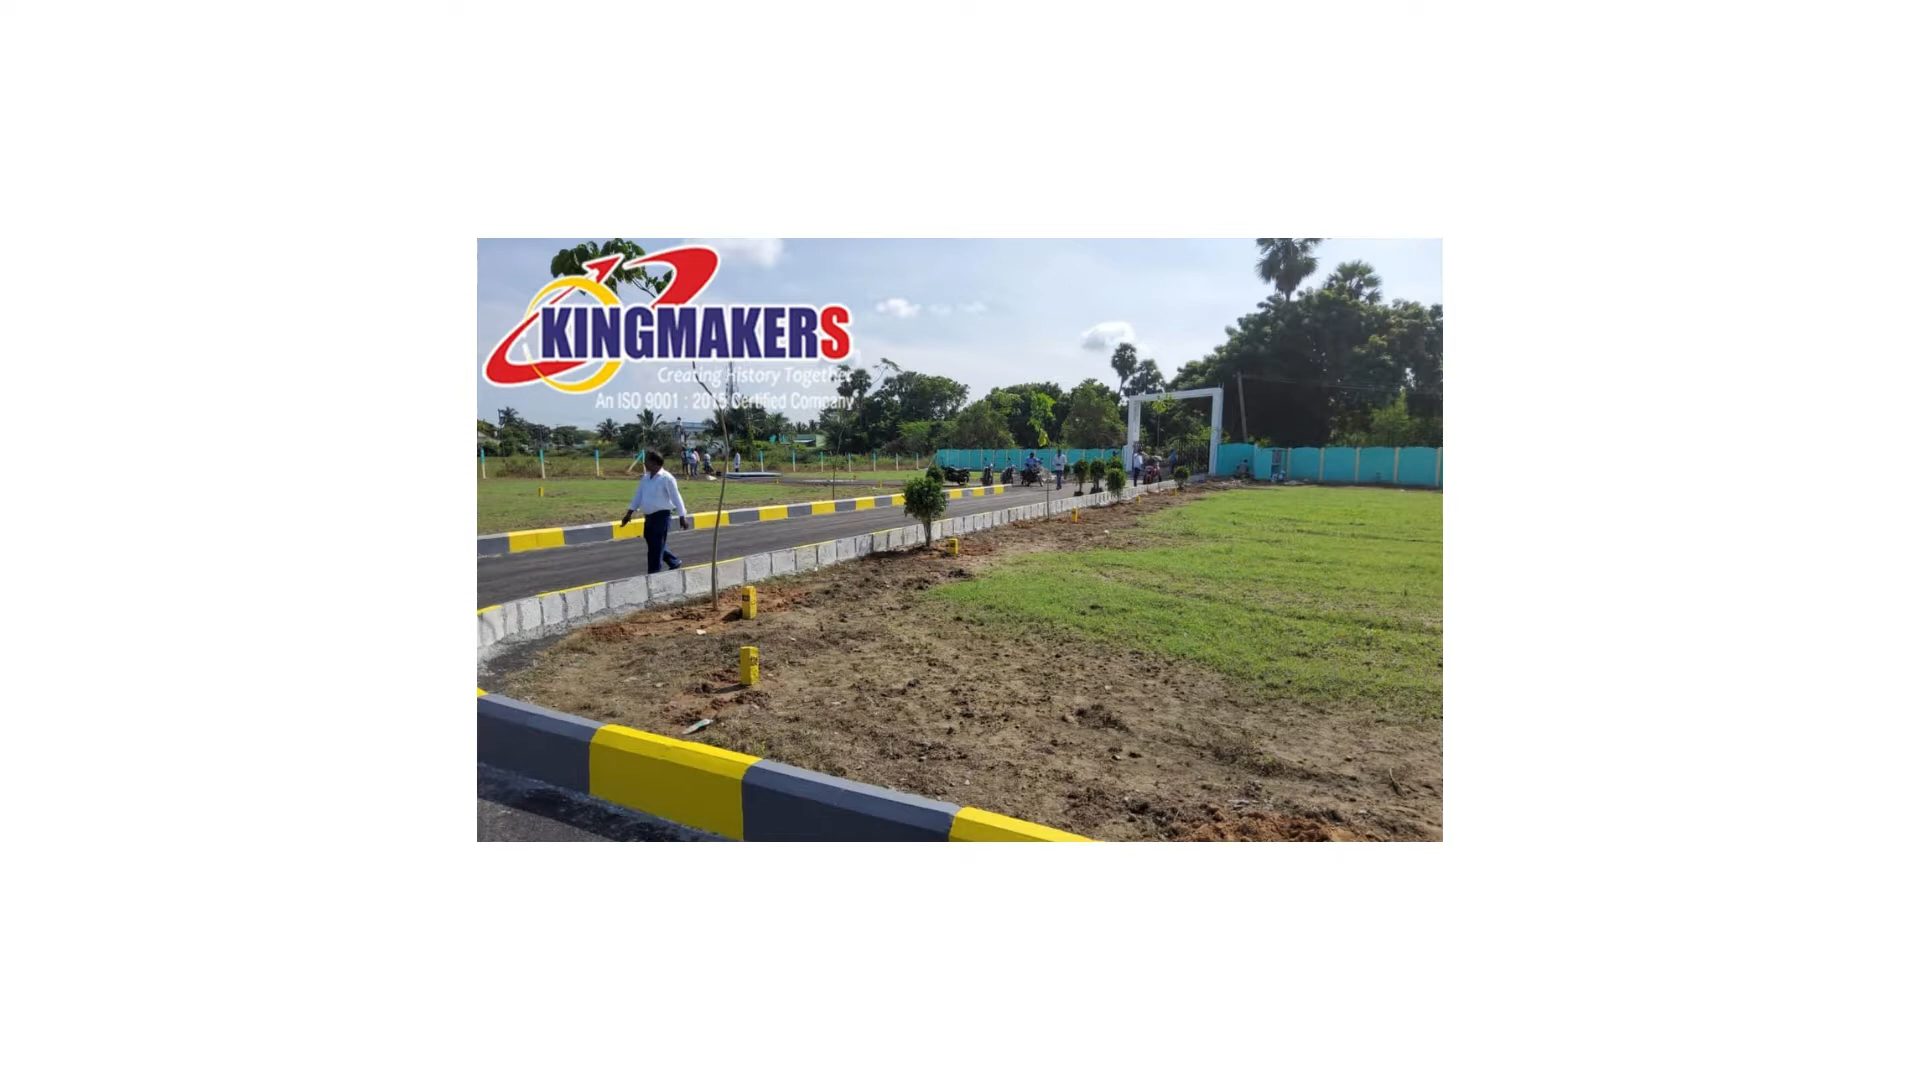 KINGMAKERS
Creating History Together
An ISO 9001 : 2015 Certified Company